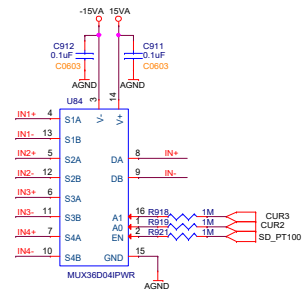 -15VA 15VA
C912 C911
0.1uF 0.1uF
C0603 C0603
AGND AGND
U84
3 14
V- V+
IN1+ 4 S1A
IN1- 13 S1B
IN2+ 5 S2A DA 8 IN+
IN2- 12 S2B DB 9 IN-
IN3+ 6 S3A
IN3- 11 S3B A1 16 R918 1M CUR3
IN4+ 7 S4A A0 1 R919 1M CUR2
EN 2 R921 1M SD_PT100
IN4- 10 S4B GND 15
MUX36D04IPWR
AGND